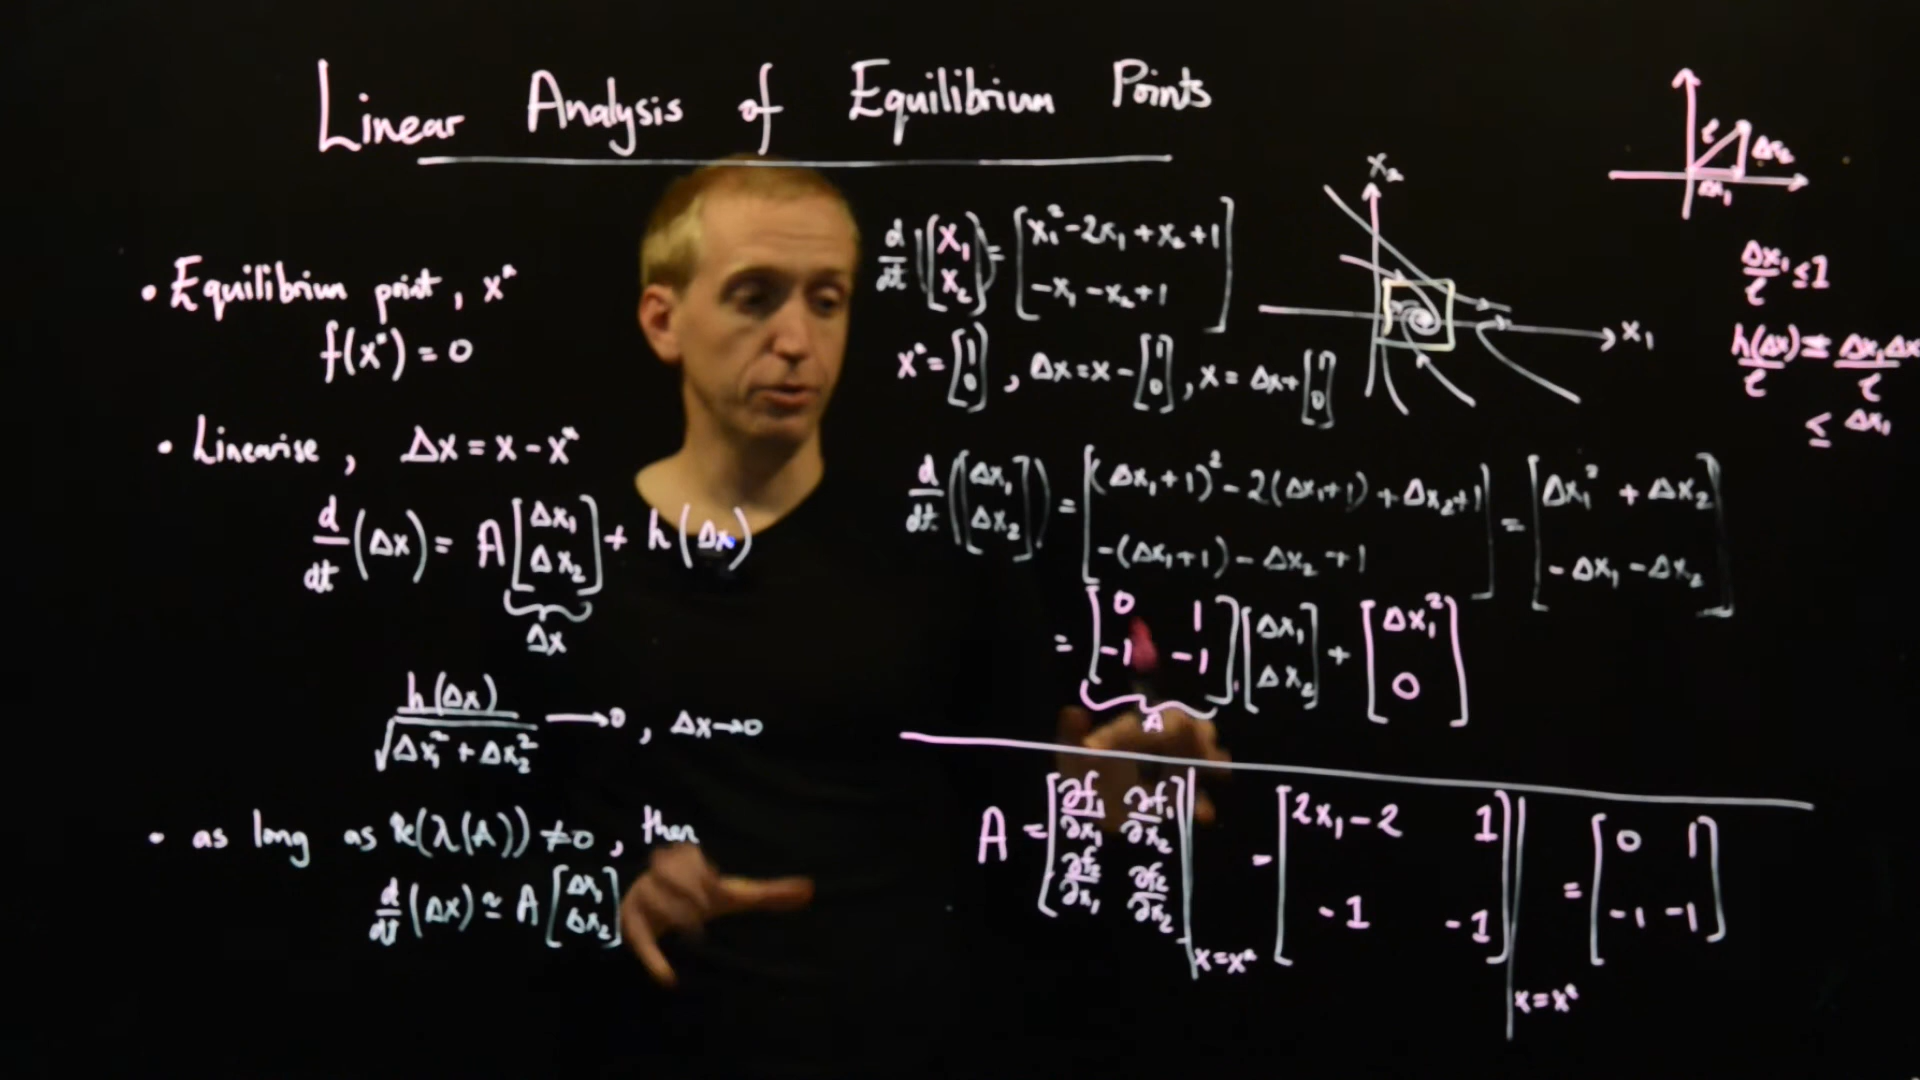 Linear Analysis of Equilibrium Points
• Equilibrium point, x*
f(x*) = 0
• Linearise, Δx = x - x*
d/dt (Δx) = A [Δx₁; Δx₂] + h(Δx)
Δx
h(Δx) / √(Δx₁² + Δx₂²) → 0, Δx → 0
• as long as Re(λ(A)) ≠ 0, then
d/dt (Δx) ≃ A [Δx₁; Δx₂]
d/dt ([x₁; x₂]) = [x₁² - 2x₁ + x₂ + 1; -x₁ - x₂ + 1]
x* = [1; 0], Δx = x - [1; 0], x = Δx + [1; 0]
d/dt ([Δx₁; Δx₂]) = [(Δx₁+1)² - 2(Δx₁+1) + Δx₂+1; -(Δx₁+1) - Δx₂ + 1] = [Δx₁² + Δx₂; -Δx₁ - Δx₂]
= [0 1; -1 -1] . [Δx₁; Δx₂] + [Δx₁²; 0]
A
A = [∂f₁/∂x₁ ∂f₁/∂x₂; ∂f₂/∂x₁ ∂f₂/∂x₂] |x=x* = [2x₁-2 1; -1 -1] |x=x* = [0 1; -1 -1]
x₂
x₁
ℓ
Δx₂
Δx₁
Δx₁/ℓ ≤ 1
h(Δx)/ℓ = Δx₁Δx/ℓ
≤ Δx₁